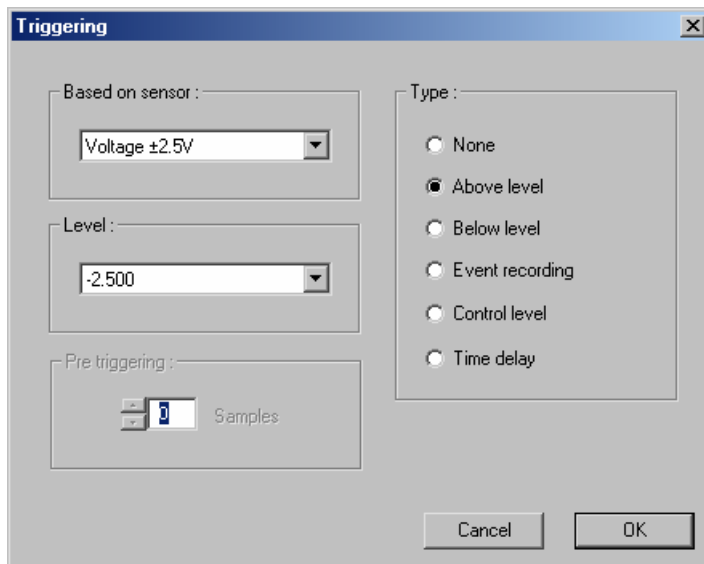 Triggering
Based on sensor :
Voltage ±2.5V
Level :
-2.500
Pre triggering :
0 Samples
Type :
None
Above level
Below level
Event recording
Control level
Time delay
Cancel
OK